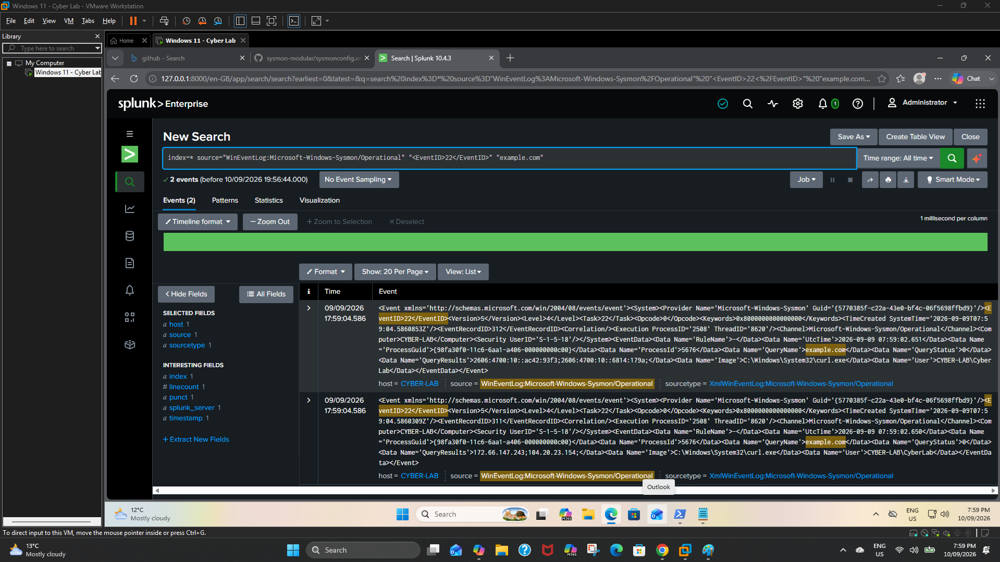 Windows 11 - Cyber Lab - VMware Workstation
File Edit View VM Tabs Help
Library
Type here to search
My Computer
Windows 11 - Cyber Lab
Home
Windows 11 - Cyber Lab
github - Search
sysmon-modular/sysmonconfig.xm
Search | Splunk 10.4.3
127.0.0.1:8000/en-GB/app/search/search?earliest=0&latest=&q=search%20index%3D*%20source%3D"WinEventLog%3AMicrosoft-Windows-Sysmon%2FOperational"%20"<EventID>22<%2FEventID>"%20"example.com...
Chat
splunk>Enterprise
1
Administrator
New Search
Save As
Create Table View
Close
index=* source="WinEventLog:Microsoft-Windows-Sysmon/Operational" "<EventID>22</EventID>" "example.com"
Time range: All time
2 events (before 10/09/2026 19:56:44.000)
No Event Sampling
Job
Smart Mode
Events (2)
Patterns
Statistics
Visualization
Timeline format
Zoom Out
+ Zoom to Selection
× Deselect
1 millisecond per column
Format
Show: 20 Per Page
View: List
Hide Fields
All Fields
SELECTED FIELDS
a host 1
a source 1
a sourcetype 1
INTERESTING FIELDS
a index 1
# linecount 1
a punct 1
a splunk_server 1
a timestamp 1
+ Extract New Fields
i Time Event
09/09/2026
17:59:04.586
<Event xmlns='http://schemas.microsoft.com/win/2004/08/events/event'><System><Provider Name='Microsoft-Windows-Sysmon' Guid='{5770385f-c22a-43e0-bf4c-06f5698ffbd9}'/><E
ventID>22</EventID><Version>5</Version><Level>4</Level><Task>22</Task><Opcode>0</Opcode><Keywords>0x8000000000000000</Keywords><TimeCreated SystemTime='2026-09-09T07:5
9:04.5860853Z'/><EventRecordID>312</EventRecordID><Correlation/><Execution ProcessID='2508' ThreadID='8620'/><Channel>Microsoft-Windows-Sysmon/Operational</Channel><Com
puter>CYBER-LAB</Computer><Security UserID='S-1-5-18'/></System><EventData><Data Name='RuleName'>-</Data><Data Name='UtcTime'>2026-09-09 07:59:02.651</Data><Data Name
='ProcessGuid'>{98fa30f0-11c6-6aa1-a406-000000000c00}</Data><Data Name='ProcessId'>5676</Data><Data Name='QueryName'>example.com</Data><Data Name='QueryStatus'>0</Data>
<Data Name='QueryResults'>2606:4700:10::ac42:93f3;2606:4700:10::6814:179a;</Data><Data Name='Image'>C:\Windows\System32\curl.exe</Data><Data Name='User'>CYBER-LAB\Cyber
Lab</Data></EventData></Event>
host = CYBER-LAB source = WinEventLog:Microsoft-Windows-Sysmon/Operational sourcetype = XmlWinEventLog:Microsoft-Windows-Sysmon/Operational
09/09/2026
17:59:04.586
<Event xmlns='http://schemas.microsoft.com/win/2004/08/events/event'><System><Provider Name='Microsoft-Windows-Sysmon' Guid='{5770385f-c22a-43e0-bf4c-06f5698ffbd9}'/><E
ventID>22</EventID><Version>5</Version><Level>4</Level><Task>22</Task><Opcode>0</Opcode><Keywords>0x8000000000000000</Keywords><TimeCreated SystemTime='2026-09-09T07:5
9:04.5860309Z'/><EventRecordID>311</EventRecordID><Correlation/><Execution ProcessID='2508' ThreadID='8620'/><Channel>Microsoft-Windows-Sysmon/Operational</Channel><Com
puter>CYBER-LAB</Computer><Security UserID='S-1-5-18'/></System><EventData><Data Name='RuleName'>-</Data><Data Name='UtcTime'>2026-09-09 07:59:02.650</Data><Data Name
='ProcessGuid'>{98fa30f0-11c6-6aa1-a406-000000000c00}</Data><Data Name='ProcessId'>5676</Data><Data Name='QueryName'>example.com</Data><Data Name='QueryStatus'>0</Data>
<Data Name='QueryResults'>172.66.147.243;104.20.23.154;</Data><Data Name='Image'>C:\Windows\System32\curl.exe</Data><Data Name='User'>CYBER-LAB\CyberLab</Data></EventDa
ta></Event>
host = CYBER-LAB source = WinEventLog:Microsoft-Windows-Sysmon/Operational sourcetype = XmlWinEventLog:Microsoft-Windows-Sysmon/Operational
Outlook
12°C
Mostly cloudy
Search
M365
ENG
US
7:59 PM
10/09/2026
To direct input to this VM, move the mouse pointer inside or press Ctrl+G.
13°C
Mostly cloudy
Search
M365
ENG
US
7:59 PM
10/09/2026